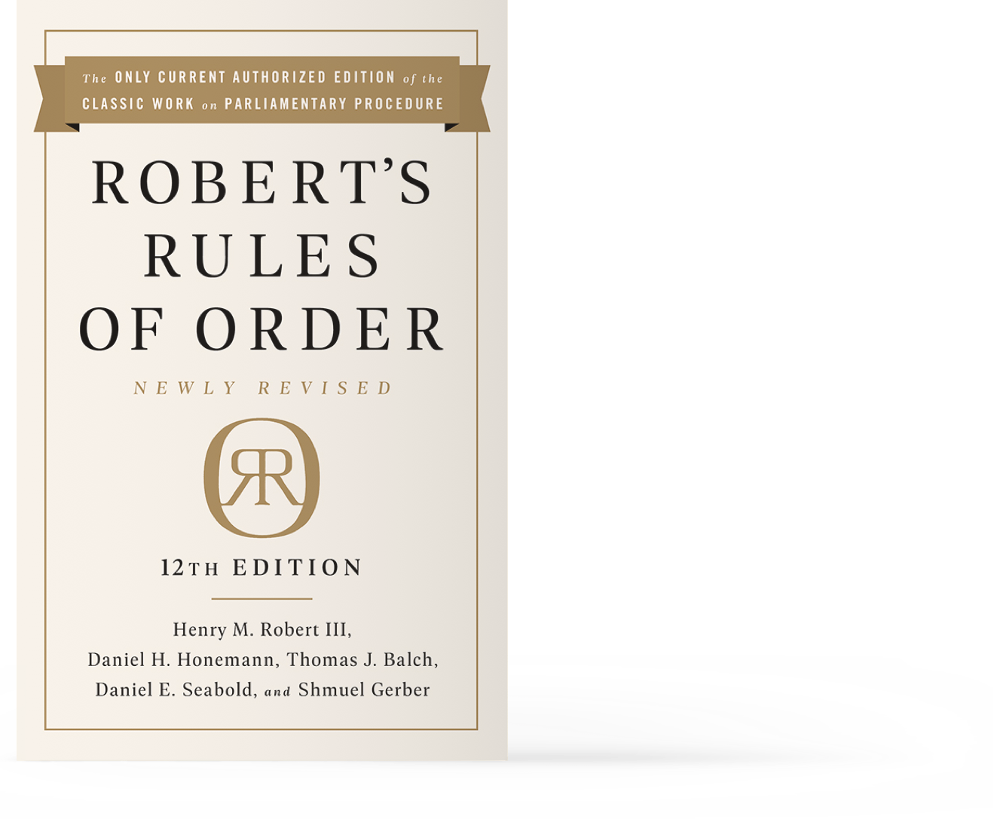 The ONLY CURRENT AUTHORIZED EDITION of the
CLASSIC WORK on PARLIAMENTARY PROCEDURE
ROBERT’S
RULES
OF ORDER
NEWLY REVISED
12TH EDITION
Henry M. Robert III,
Daniel H. Honemann, Thomas J. Balch,
Daniel E. Seabold, and Shmuel Gerber